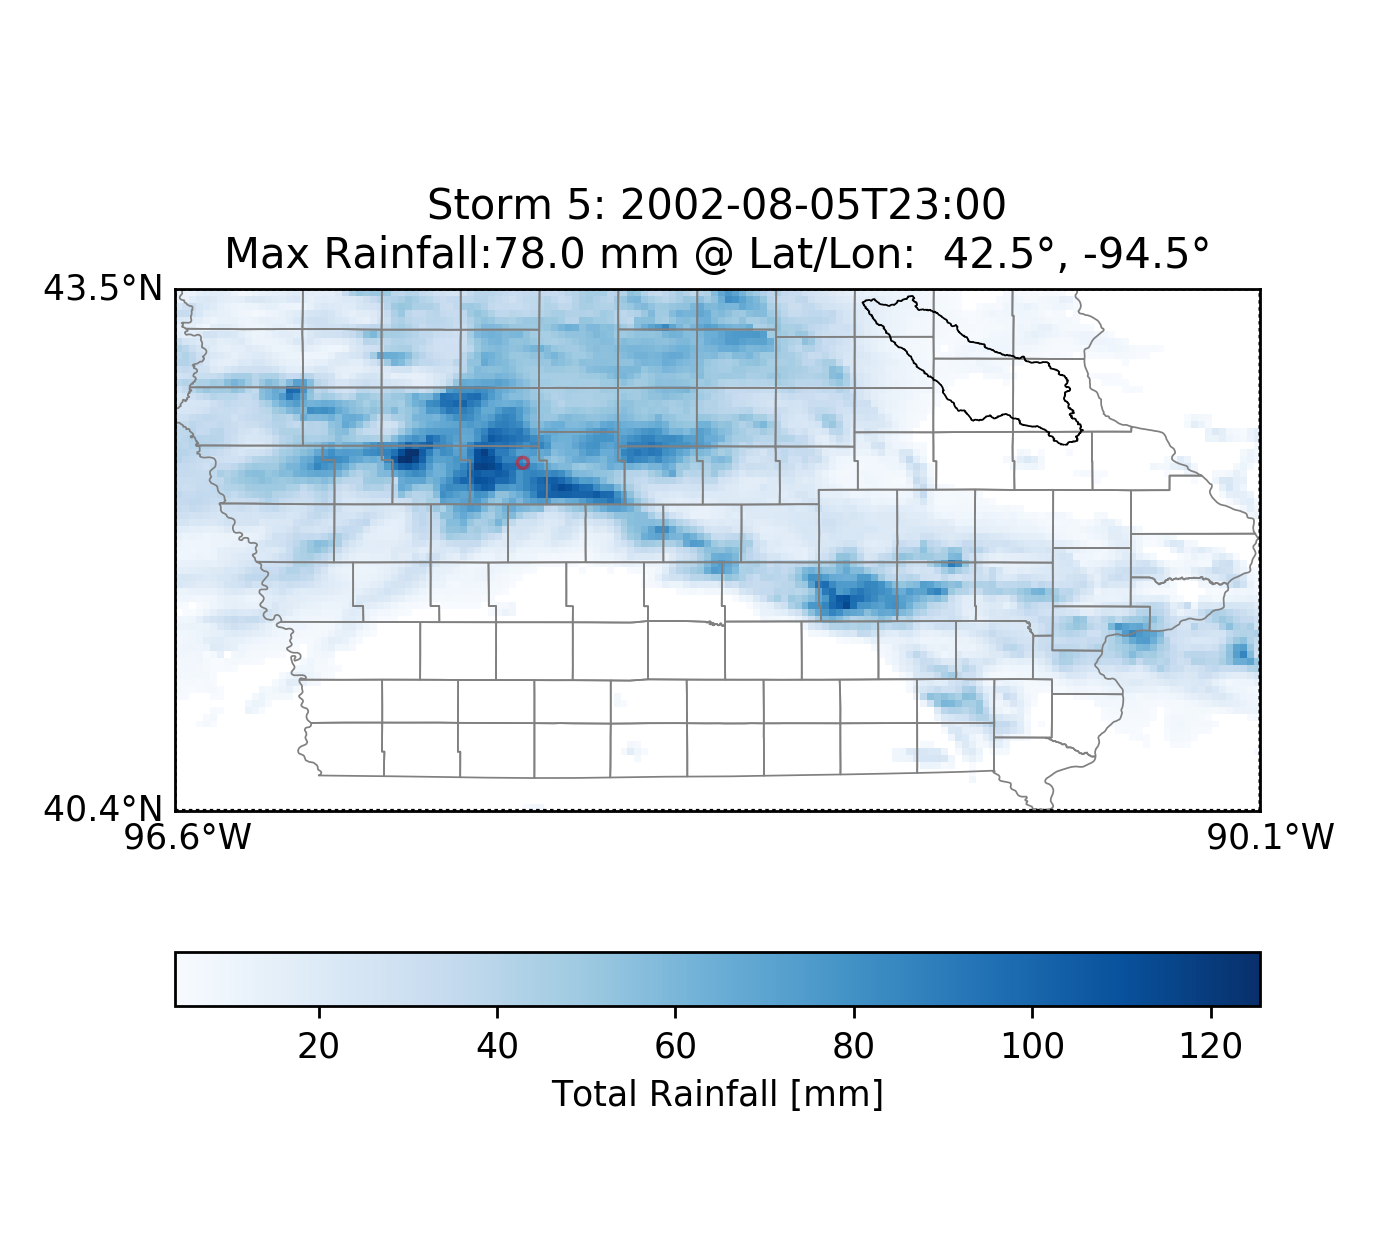 Storm 5: 2002-08-05T23:00
Max Rainfall:78.0 mm @ Lat/Lon:  42.5°, -94.5°
43.5°N
40.4°N
96.6°W 90.1°W
20 40 60 80 100 120
Total Rainfall [mm]